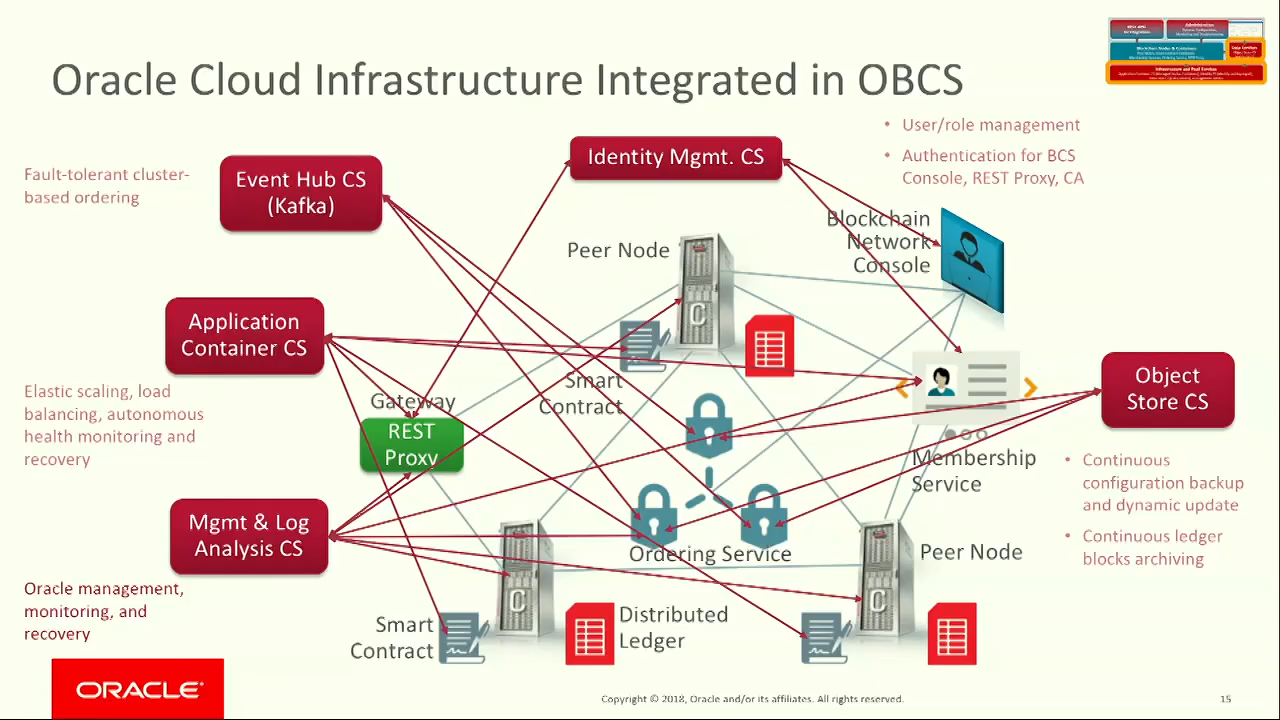 Oracle Cloud Infrastructure Integrated in OBCS
• User/role management
• Authentication for BCS
Console, REST Proxy, CA
Identity Mgmt. CS
Fault-tolerant cluster-
based ordering
Event Hub CS
(Kafka)
Blockchain
Network
Console
Peer Node
C
Application
Container CS
Smart
Contract
Object
Store CS
Elastic scaling, load
balancing, autonomous
health monitoring and
recovery
Gateway
REST
Proxy
Membership
Service
• Continuous
configuration backup
and dynamic update
• Continuous ledger
blocks archiving
Mgmt & Log
Analysis CS
Ordering Service
Peer Node
C
C
Oracle management,
monitoring, and
recovery
Smart
Contract
Distributed
Ledger
ORACLE®
Copyright © 2018, Oracle and/or its affiliates. All rights reserved.
15